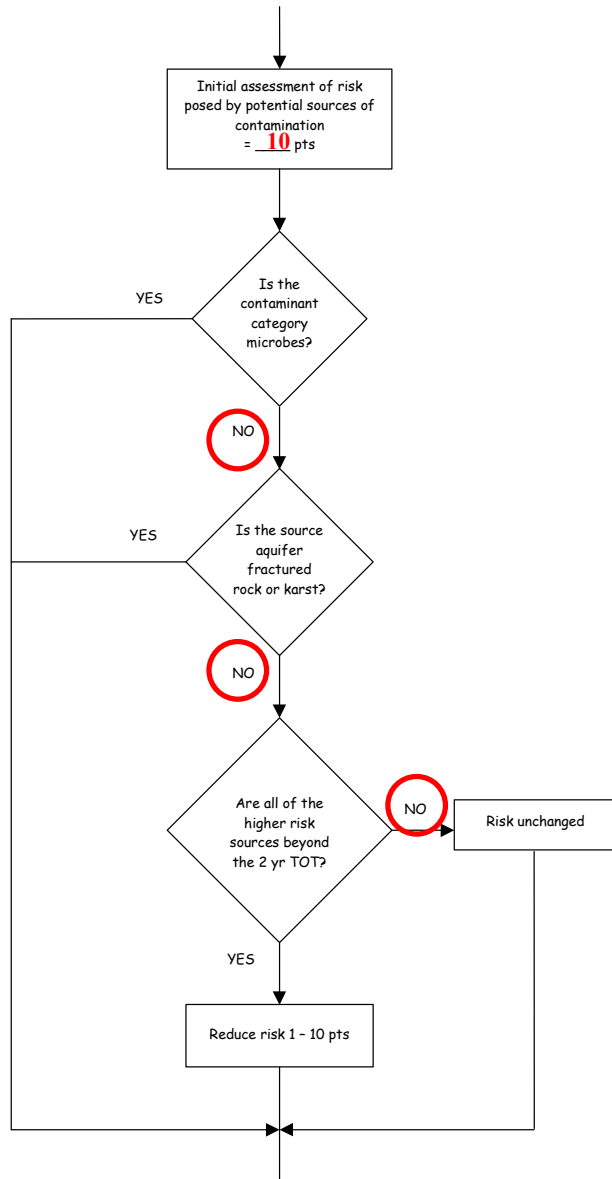 Initial assessment of risk
posed by potential sources of
contamination
= __10__ pts
Is the
contaminant
category
microbes?
YES
NO
Is the source
aquifer
fractured
rock or karst?
YES
NO
Are all of the
higher risk
sources beyond
the 2 yr TOT?
NO
Risk unchanged
YES
Reduce risk 1 – 10 pts